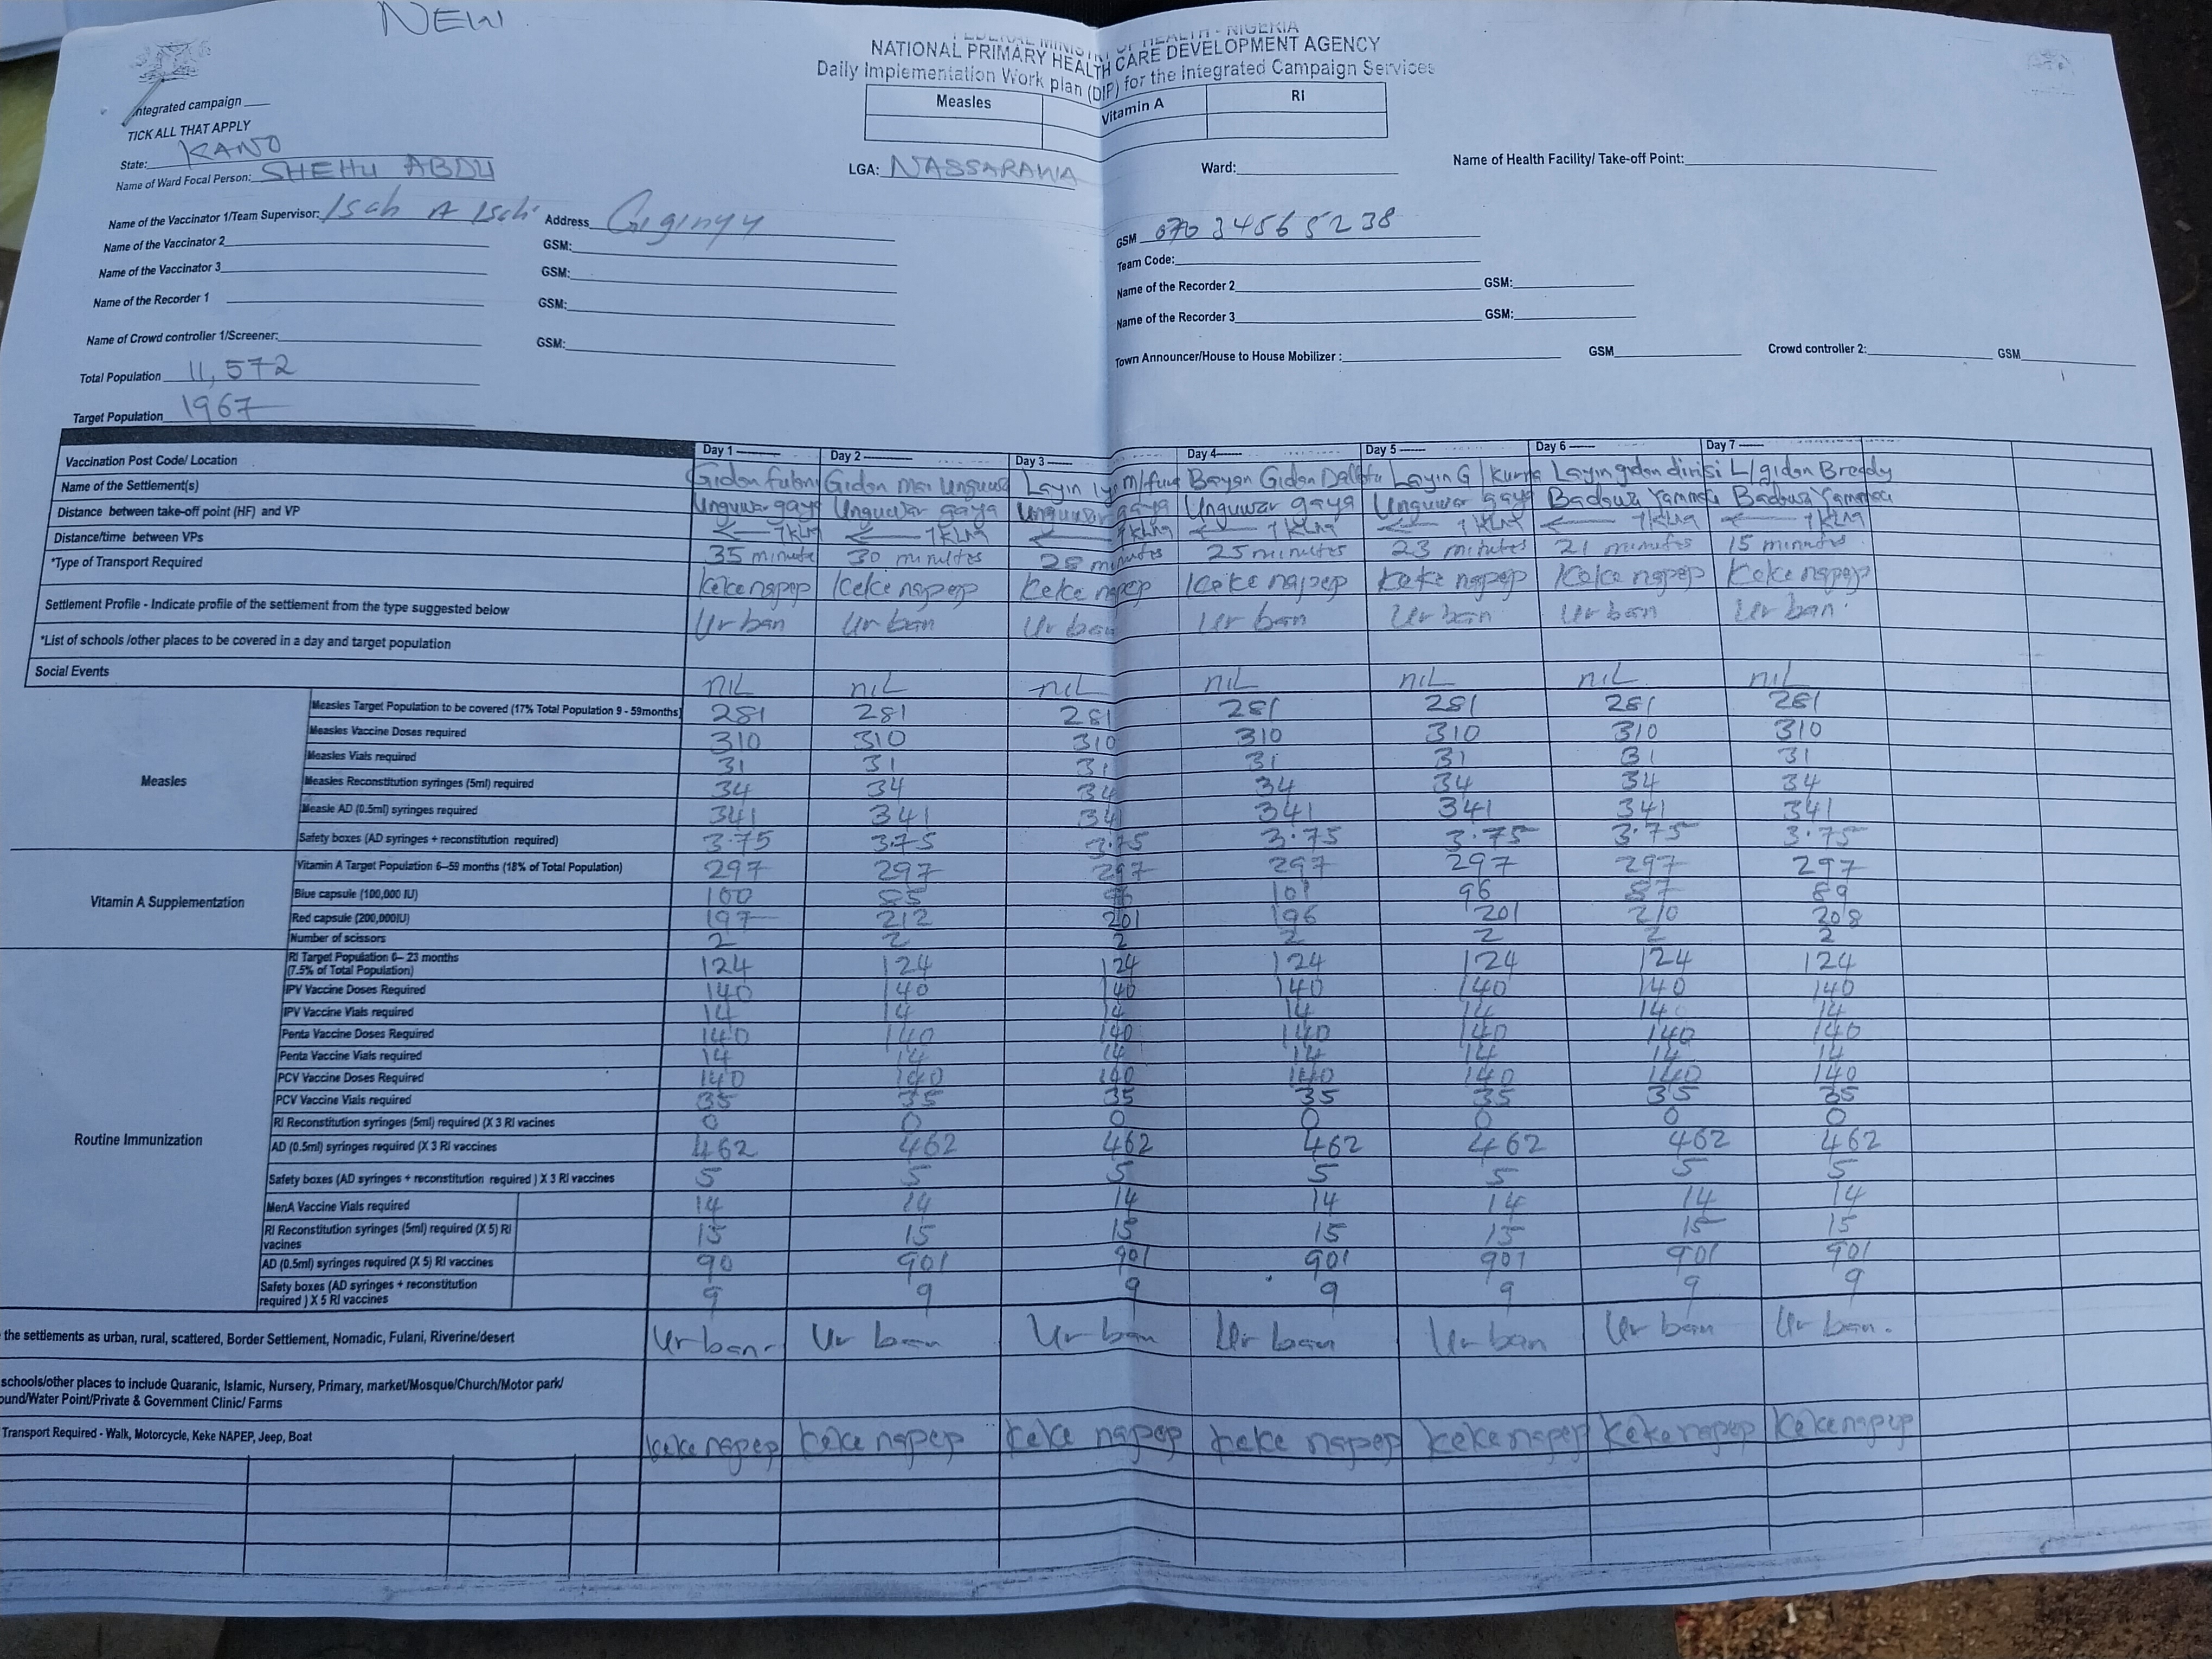 NEW
NATIONAL PRIMARY HEALTH CARE DEVELOPMENT AGENCY
Daily Implementation Work plan (DIP) for the Integrated Campaign Services
Integrated campaign
TICK ALL THAT APPLY
Measles Vitamin A RI
State: KANO LGA: NASSARAWA Ward: Name of Health Facility/ Take-off Point:
Name of Ward Focal Person: SHEHU ABDU
Name of the Vaccinator 1/Team Supervisor: Address GSM
Name of the Vaccinator 2 GSM: Team Code:
Name of the Vaccinator 3 GSM: Name of the Recorder 2 GSM:
Name of the Recorder 1 GSM: Name of the Recorder 3 GSM:
Name of Crowd controller 1/Screener: GSM: Town Announcer/House to House Mobilizer: GSM Crowd controller 2: GSM
Total Population 11,572
Target Population 1967
Day 1 Day 2 Day 3 Day 4 Day 5 Day 6 Day 7
Vaccination Post Code/ Location Gidan Fulani Gidan mai Layin Bayan Gidan Layin G/kurna Layin gidan dirisi L/gidan Bready
Name of the Settlement(s) Unguwar gaya Unguwar gaya Unguwar gaya Unguwar gaya Unguwar gaya Badawa Yamma Badawa Yamma
Distance between take-off point (HF) and VP 1KLM 1KLM 1KLM 1KLM 1KLM 1KLM 1KLM
Distance/time between VPs 35 minute 30 minutes 28 minutes 25 minutes 23 minutes 21 minutes 15 minutes
*Type of Transport Required keke napep keke napep keke napep keke napep keke napep keke napep keke napep
Settlement Profile - Indicate profile of the settlement from the type suggested below Urban Urban Urban Urban Urban Urban Urban
*List of schools /other places to be covered in a day and target population
Social Events nil nil nil nil nil nil nil
Measles
Measles Target Population to be covered (17% Total Population 9 - 59months) 281 281 281 281 281 281 281
Measles Vaccine Doses required 310 310 310 310 310 310 310
Measles Vials required 31 31 31 31 31 31 31
Measles Reconstitution syringes (5ml) required 34 34 34 34 34 34 34
Measle AD (0.5ml) syringes required 341 341 341 341 341 341 341
Safety boxes (AD syringes + reconstitution required) 3.75 3.75 3.75 3.75 3.75 3.75 3.75
Vitamin A Supplementation
Vitamin A Target Population 6-59 months (18% of Total Population) 297 297 297 297 297 297 297
Blue capsule (100,000 IU) 100 85 96 101 96 87 89
Red capsule (200,000IU) 197 212 201 196 201 210 208
Number of scissors 2 2 2 2 2 2 2
Routine Immunization
RI Target Population 6- 23 months (7.5% of Total Population) 124 124 124 124 124 124 124
IPV Vaccine Doses Required 140 140 140 140 140 140 140
IPV Vaccine Vials required 14 14 14 14 14 14 14
Penta Vaccine Doses Required 140 140 140 140 140 140 140
Penta Vaccine Vials required 14 14 14 14 14 14 14
PCV Vaccine Doses Required 140 140 140 140 140 140 140
PCV Vaccine Vials required 35 35 35 35 35 35 35
RI Reconstitution syringes (5ml) required (X 3 RI vacines 0 0 0 0 0 0 0
AD (0.5ml) syringes required (X 3 RI vaccines 462 462 462 462 462 462 462
Safety boxes (AD syringes + reconstitution required ) X 3 RI vaccines 5 5 5 5 5 5 5
MenA Vaccine Vials required 14 14 14 14 14 14 14
RI Reconstitution syringes (5ml) required (X 5) RI vaccines 15 15 15 15 15 15 15
AD (0.5ml) syringes required (X 5) RI vaccines 90 901 901 901 901 901 901
Safety boxes (AD syringes + reconstitution required ) X 5 RI vaccines 9 9 9 9 9 9 9
the settlements as urban, rural, scattered, Border Settlement, Nomadic, Fulani, Riverine/desert Urban Urban Urban Urban Urban Urban Urban
schools/other places to include Quaranic, Islamic, Nursery, Primary, market/Mosque/Church/Motor park/
ound/Water Point/Private & Government Clinic/ Farms
Transport Required - Walk, Motorcycle, Keke NAPEP, Jeep, Boat keke napep keke napep keke napep keke napep keke napep keke napep keke napep